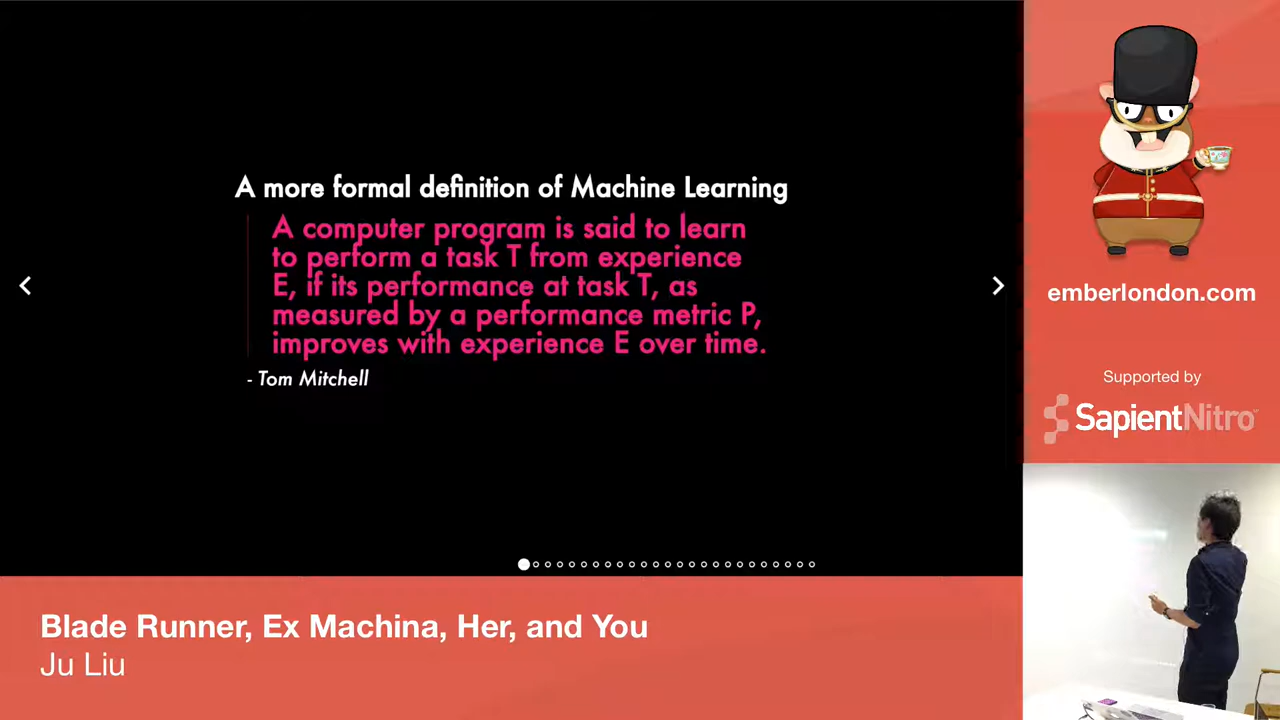 A more formal definition of Machine Learning
A computer program is said to learn
to perform a task T from experience
E, if its performance at task T, as
measured by a performance metric P,
improves with experience E over time.
- Tom Mitchell
emberlondon.com
Supported by
SapientNitro
Blade Runner, Ex Machina, Her, and You
Ju Liu